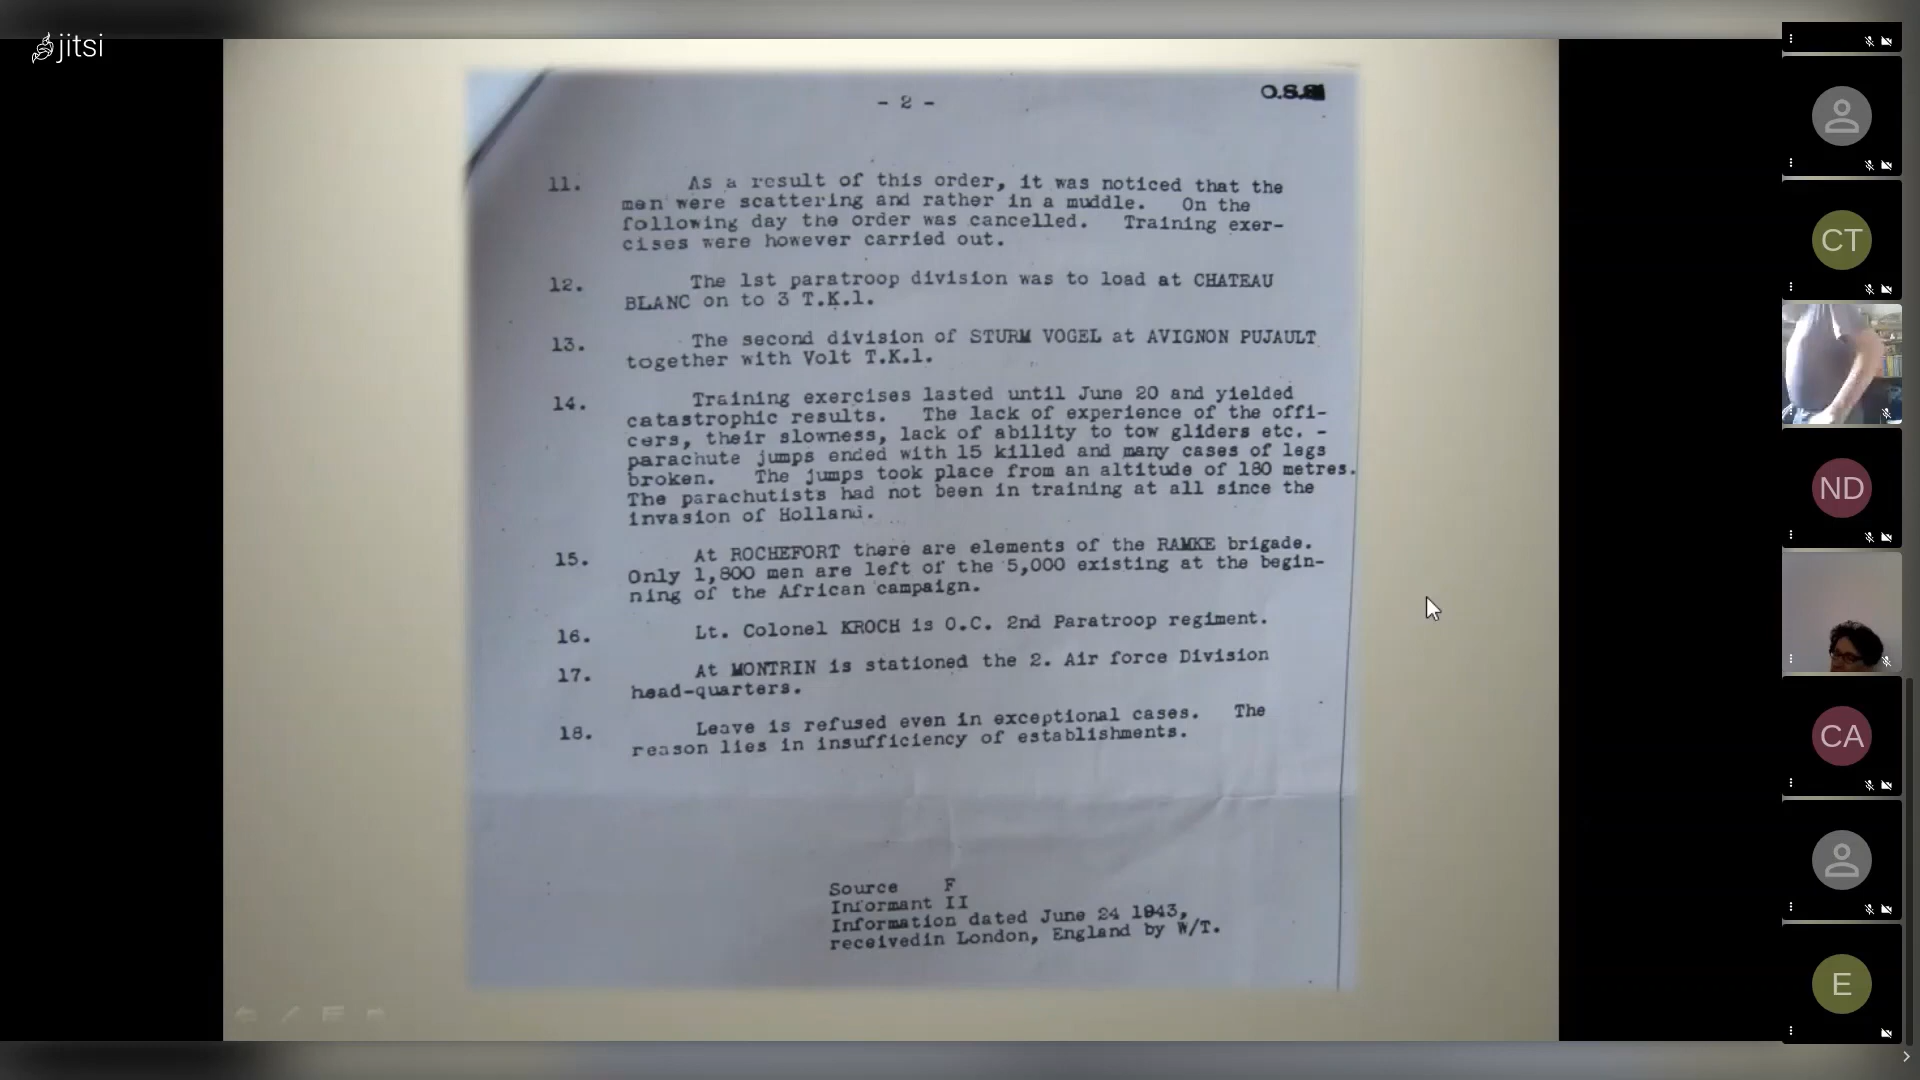 jitsi
- 2 -
O.S.S
11. As a result of this order, it was noticed that the
men were scattering and rather in a muddle. On the
following day the order was cancelled. Training exer-
cises were however carried out.
12. The 1st paratroop division was to load at CHATEAU
BLANC on to 3 T.K.1.
13. The second division of STURM VOGEL at AVIGNON PUJAULT
together with Volt T.K.1.
14. Training exercises lasted until June 20 and yielded
catastrophic results. The lack of experience of the offi-
cers, their slowness, lack of ability to tow gliders etc. -
parachute jumps ended with 15 killed and many cases of legs
broken. The jumps took place from an altitude of 180 metres.
The parachutists had not been in training at all since the
invasion of Holland.
15. At ROCHEFORT there are elements of the RAMKE brigade.
Only 1,800 men are left of the 5,000 existing at the begin-
ning of the African campaign.
16. Lt. Colonel KROCH is O.C. 2nd Paratroop regiment.
17. At MONTRIN is stationed the 2. Air force Division
head-quarters.
18. Leave is refused even in exceptional cases. The
reason lies in insufficiency of establishments.
Source F
Informant II
Information dated June 24 1943,
receivedin London, England by W/T.
CT
ND
CA
E